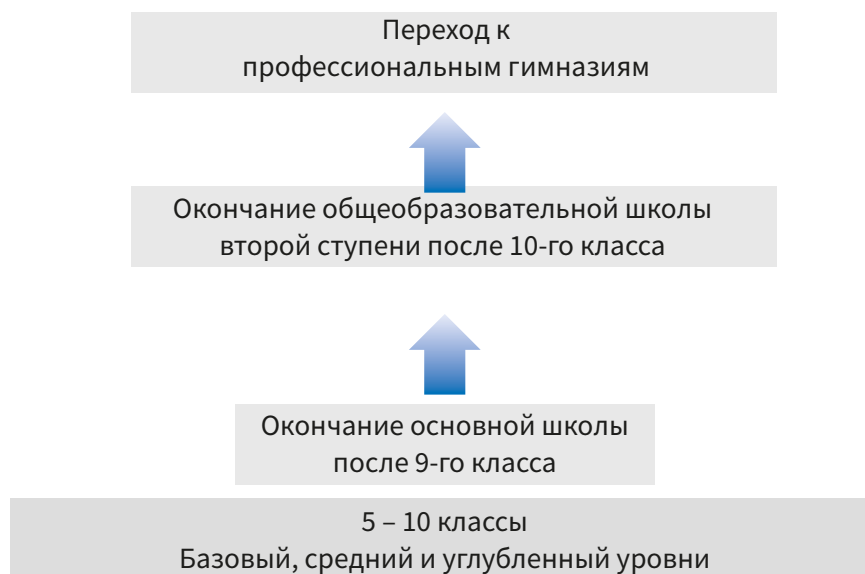 Переход к
профессиональным гимназиям
Окончание общеобразовательной школы
второй ступени после 10-го класса
Окончание основной школы
после 9-го класса
5 – 10 классы
Базовый, средний и углубленный уровни